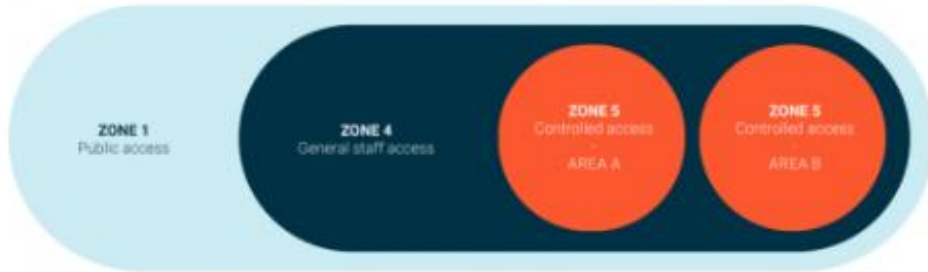 ZONE 1
Public access
ZONE 4
General staff access
ZONE 5
Controlled access
-
AREA A
ZONE 5
Controlled access
-
AREA B